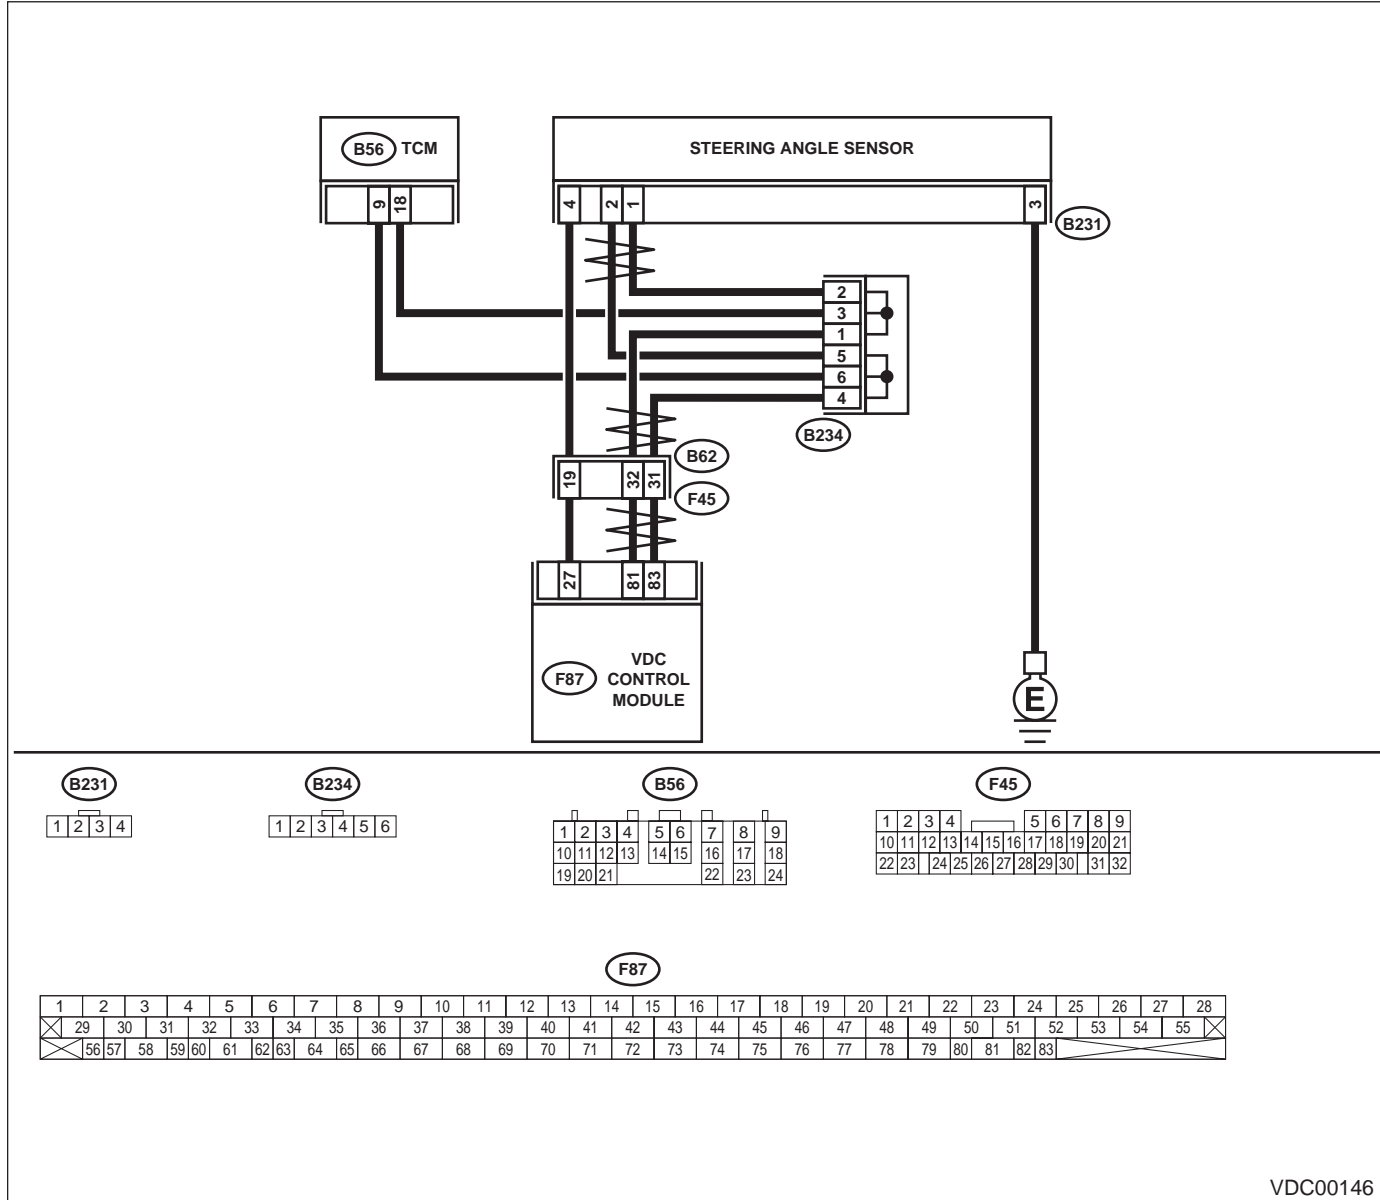 B56 TCM
STEERING ANGLE SENSOR
9 18
4 2 1 3
B231
2
3
1
5
6
4
B234
B62
19 32 31
F45
27 81 83
F87
VDC
CONTROL
MODULE
E
B231
1 2 3 4
B234
1 2 3 4 5 6
B56
1 2 3 4 5 6 7 8 9
10 11 12 13 14 15 16 17 18
19 20 21 22 23 24
F45
1 2 3 4 5 6 7 8 9
10 11 12 13 14 15 16 17 18 19 20 21
22 23 24 25 26 27 28 29 30 31 32
F87
1 2 3 4 5 6 7 8 9 10 11 12 13 14 15 16 17 18 19 20 21 22 23 24 25 26 27 28
29 30 31 32 33 34 35 36 37 38 39 40 41 42 43 44 45 46 47 48 49 50 51 52 53 54 55
56 57 58 59 60 61 62 63 64 65 66 67 68 69 70 71 72 73 74 75 76 77 78 79 80 81 82 83
VDC00146